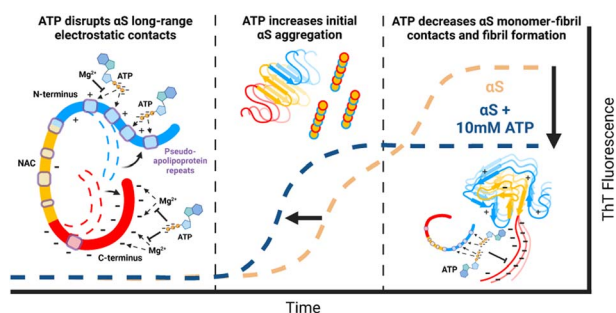 ATP disrupts αS long-range
electrostatic contacts
ATP increases initial
αS aggregation
ATP decreases αS monomer-fibril
contacts and fibril formation
Mg²⁺
ATP
N-terminus
ATP
NAC
Pseudo-
apolipoprotein
repeats
Mg²⁺
ATP
Mg²⁺
C-terminus
αS
αS +
10mM ATP
ATP
ThT Fluorescence
Time